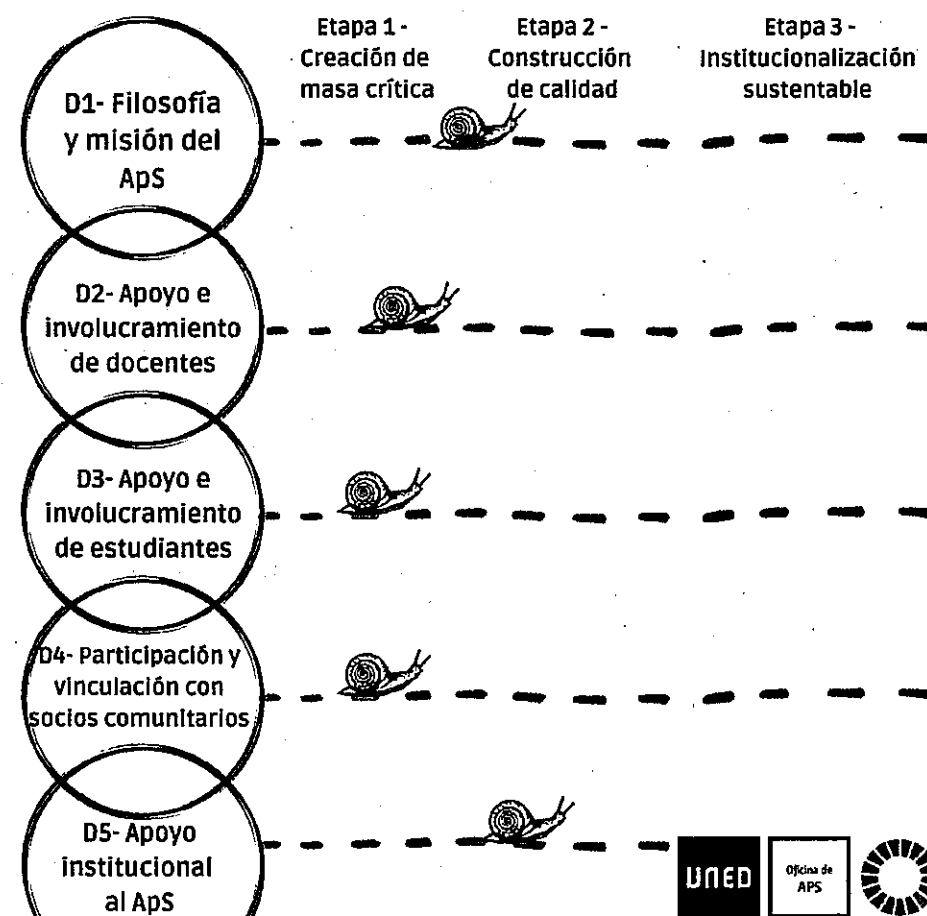 Etapa 1 -
Creación de
masa crítica
Etapa 2 -
Construcción
de calidad
Etapa 3 -
Institucionalización
sustentable
D1- Filosofía
y misión del
ApS
D2- Apoyo e
involucramiento
de docentes
D3- Apoyo e
involucramiento
de estudiantes
D4- Participación y
vinculación con
socios comunitarios
D5- Apoyo
institucional
al ApS
UNED
Oficina de
APS